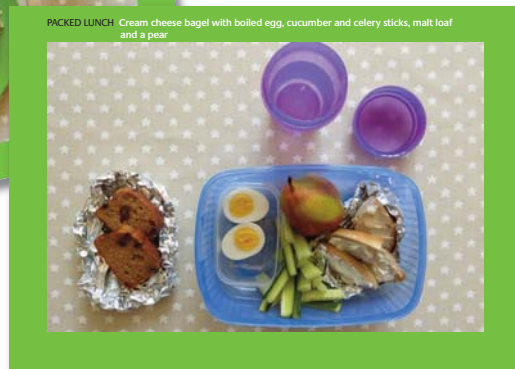 PACKED LUNCH Cream cheese bagel with boiled egg, cucumber and celery sticks, malt loaf
and a pear